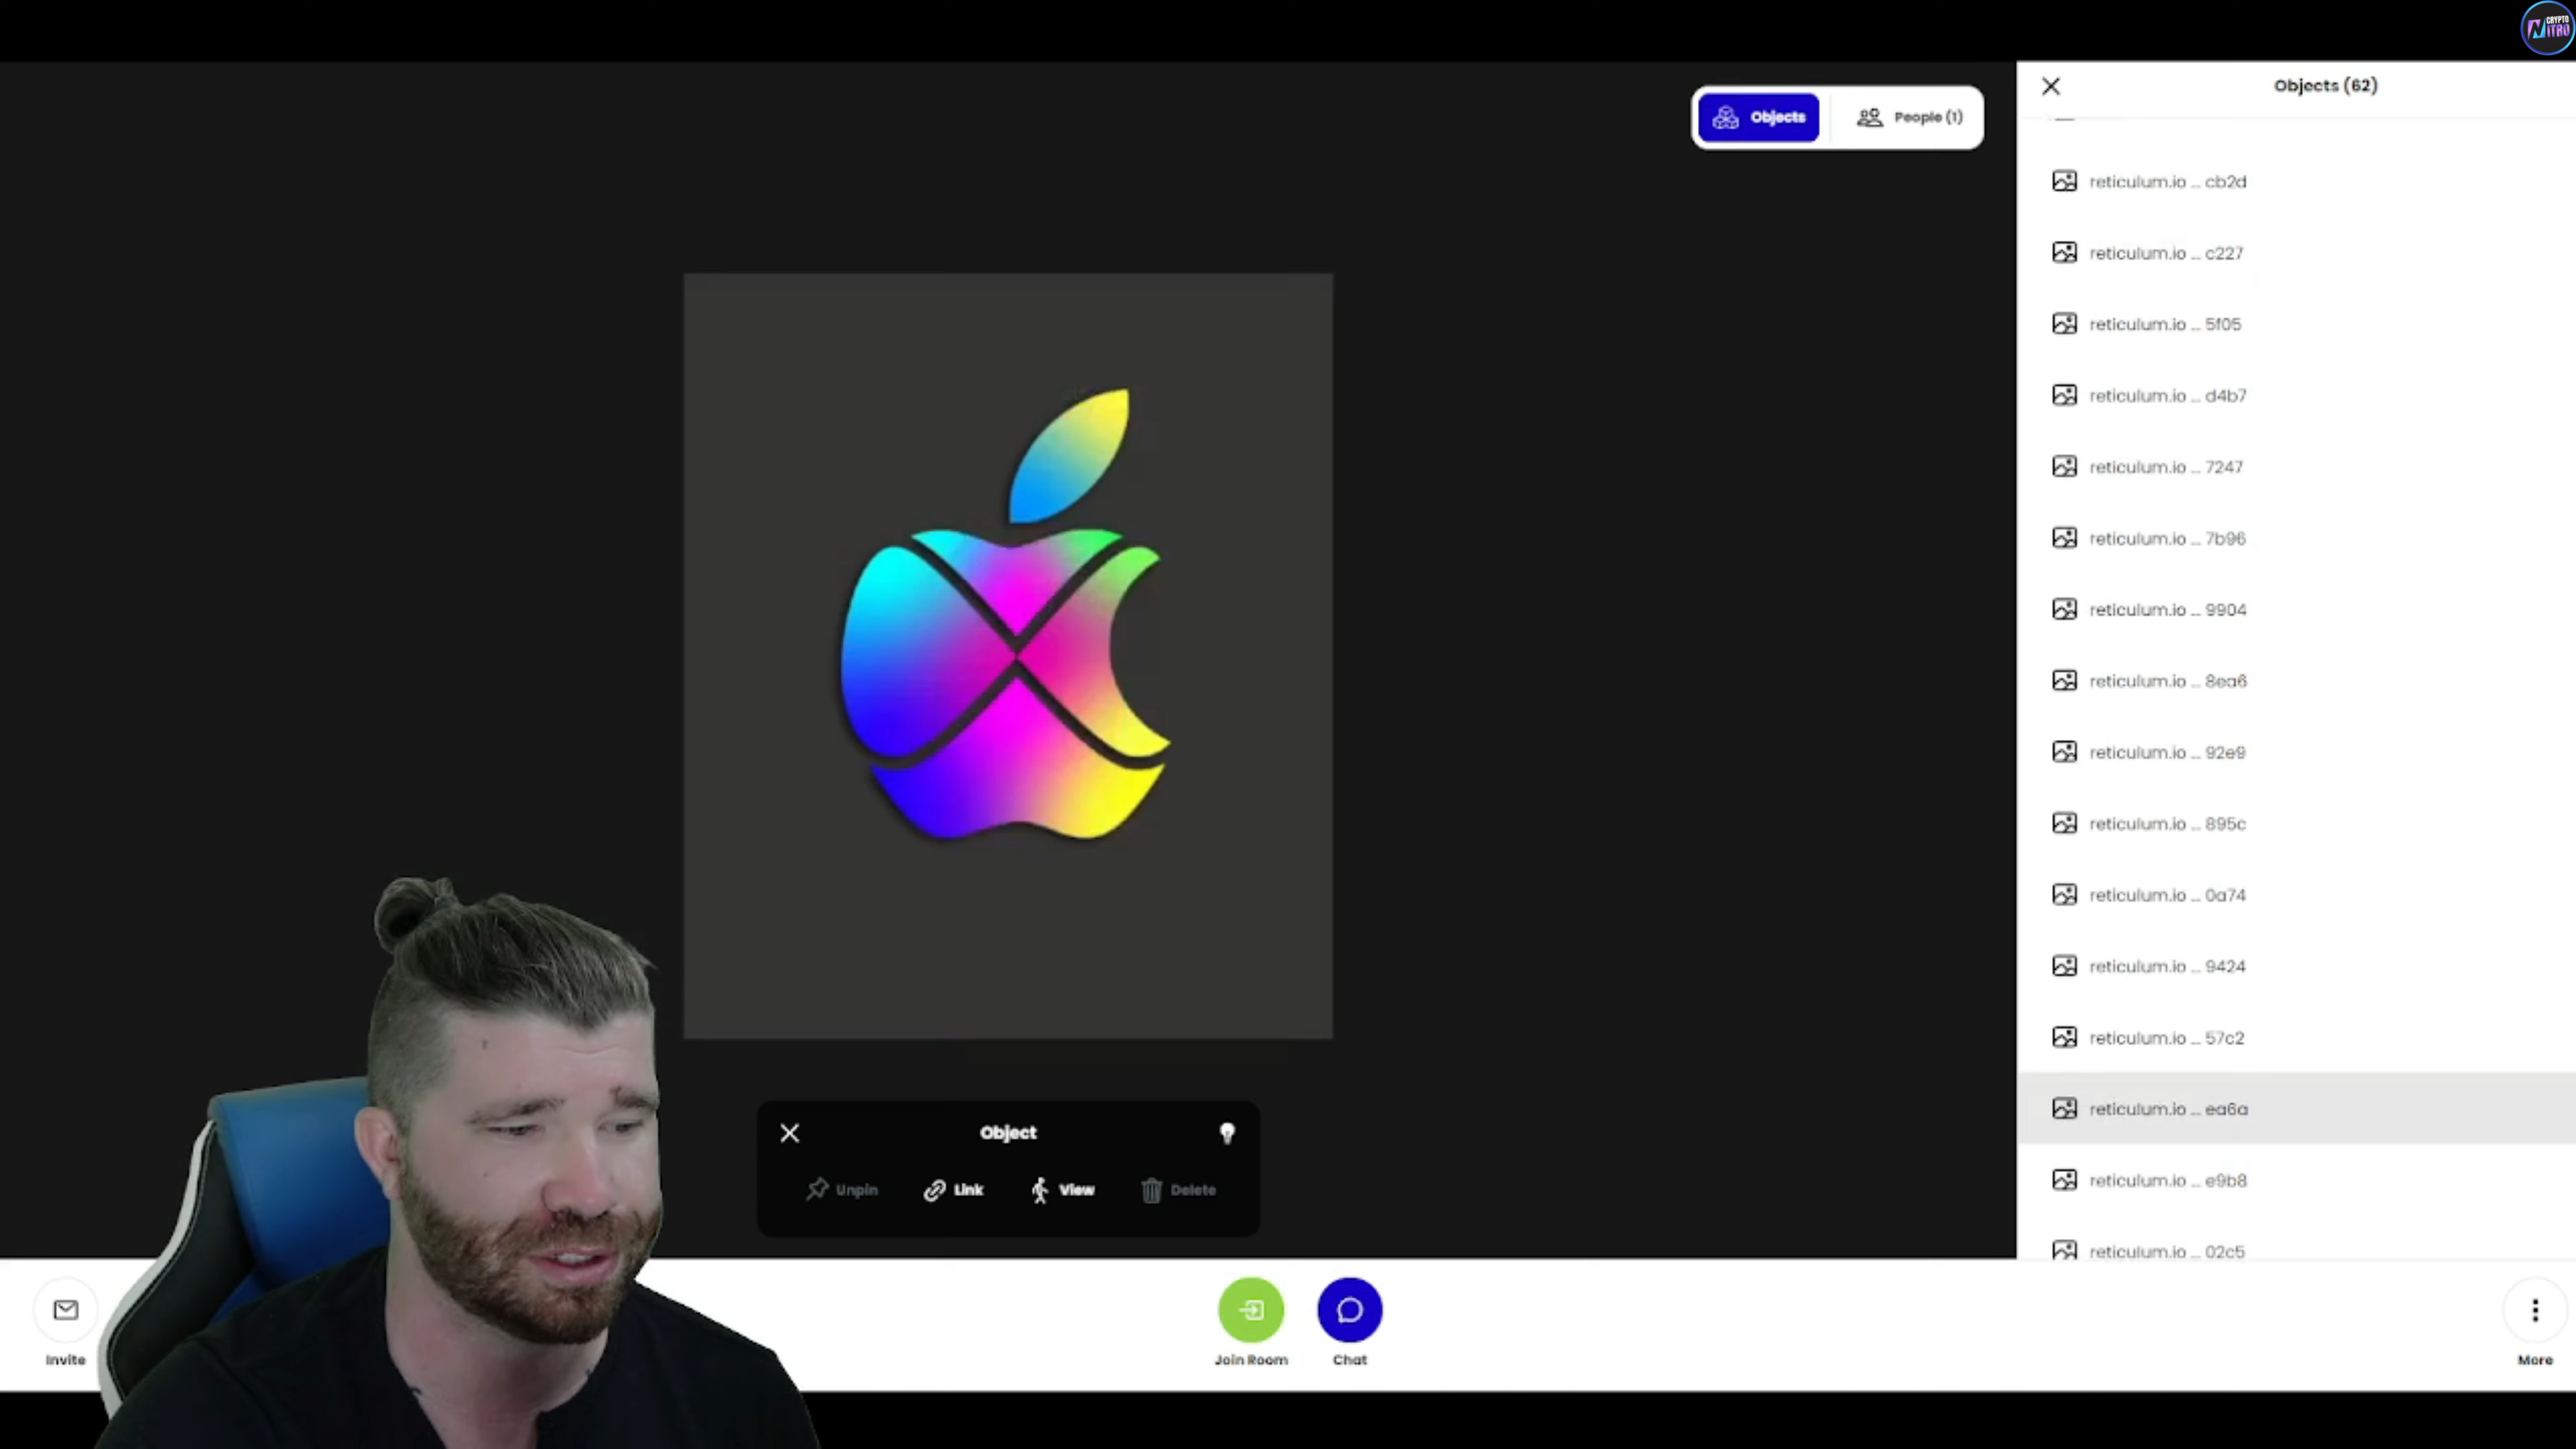 CRYPTO
NITRO
Objects
People (1)
Objects (62)
reticulum.io ... cb2d
reticulum.io ... c227
reticulum.io ... 5f05
reticulum.io ... d4b7
reticulum.io ... 7247
reticulum.io ... 7b96
reticulum.io ... 9904
reticulum.io ... 8ea6
reticulum.io ... 92e9
reticulum.io ... 895c
reticulum.io ... 0a74
reticulum.io ... 9424
reticulum.io ... 57c2
reticulum.io ... ea6a
reticulum.io ... e9b8
reticulum.io ... 02c5
Object
Unpin
Link
View
Delete
Invite
Join Room
Chat
More